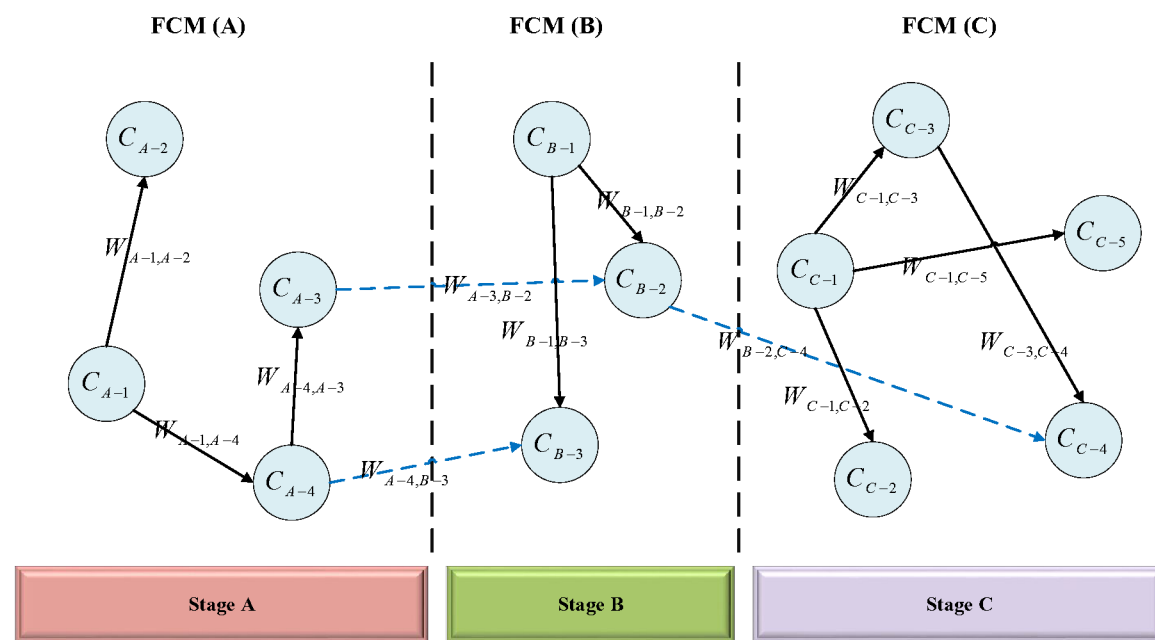 FCM (A)
FCM (B)
FCM (C)
C_{A-2}
W_{A-1,A-2}
C_{A-3}
C_{A-1}
W_{A-4,A-3}
W_{A-1,A-4}
C_{A-4}
W_{A-3,B-2}
W_{A-4,B-3}
C_{B-1}
W_{B-1,B-2}
C_{B-2}
W_{B-1,B-3}
C_{B-3}
W_{B-2,C-4}
C_{C-3}
W_{C-1,C-3}
C_{C-5}
C_{C-1}
W_{C-1,C-5}
W_{C-3,C-4}
W_{C-1,C-2}
C_{C-4}
C_{C-2}
Stage A
Stage B
Stage C